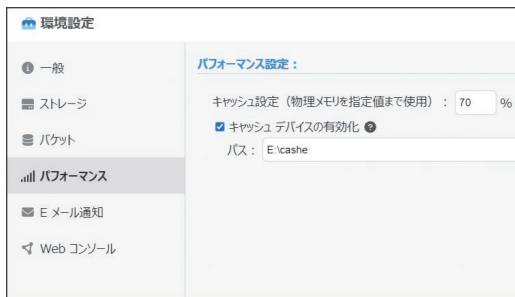 環境設定
一般
ストレージ
バケット
パフォーマンス
E メール通知
Web コンソール
パフォーマンス設定：
キャッシュ設定（物理メモリを指定値まで使用）： 70 %
キャッシュ デバイスの有効化
パス： E:\cashe